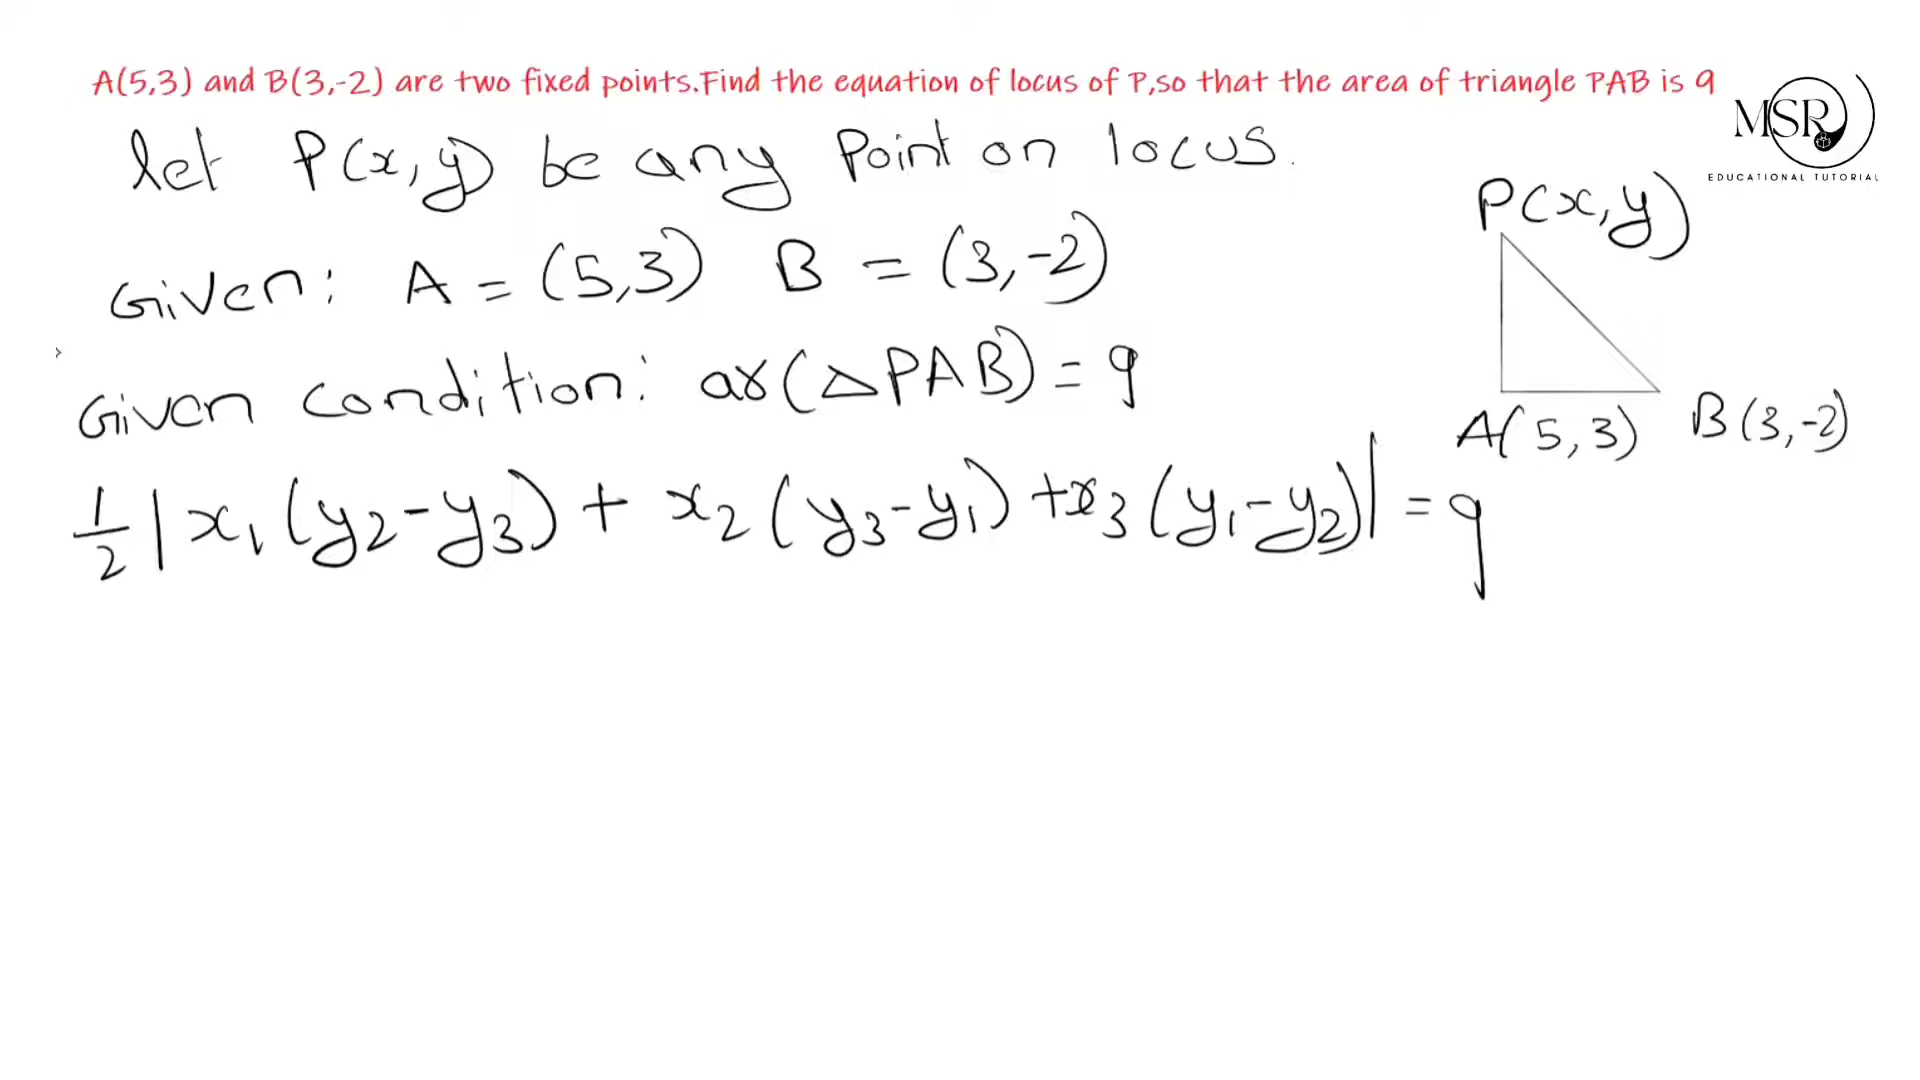 A(5,3) and B(3,-2) are two fixed points.Find the equation of locus of P,so that the area of triangle PAB is 9
MSR
EDUCATIONAL TUTORIAL
let P(x,y) be any Point on locus.
P(x,y)
Given: A = (5,3) B = (3,-2)
Given condition: ar(△PAB) = 9
A(5,3) B(3,-2)
1/2 |x₁(y₂-y₃) + x₂(y₃-y₁) + x₃(y₁-y₂)| = 9